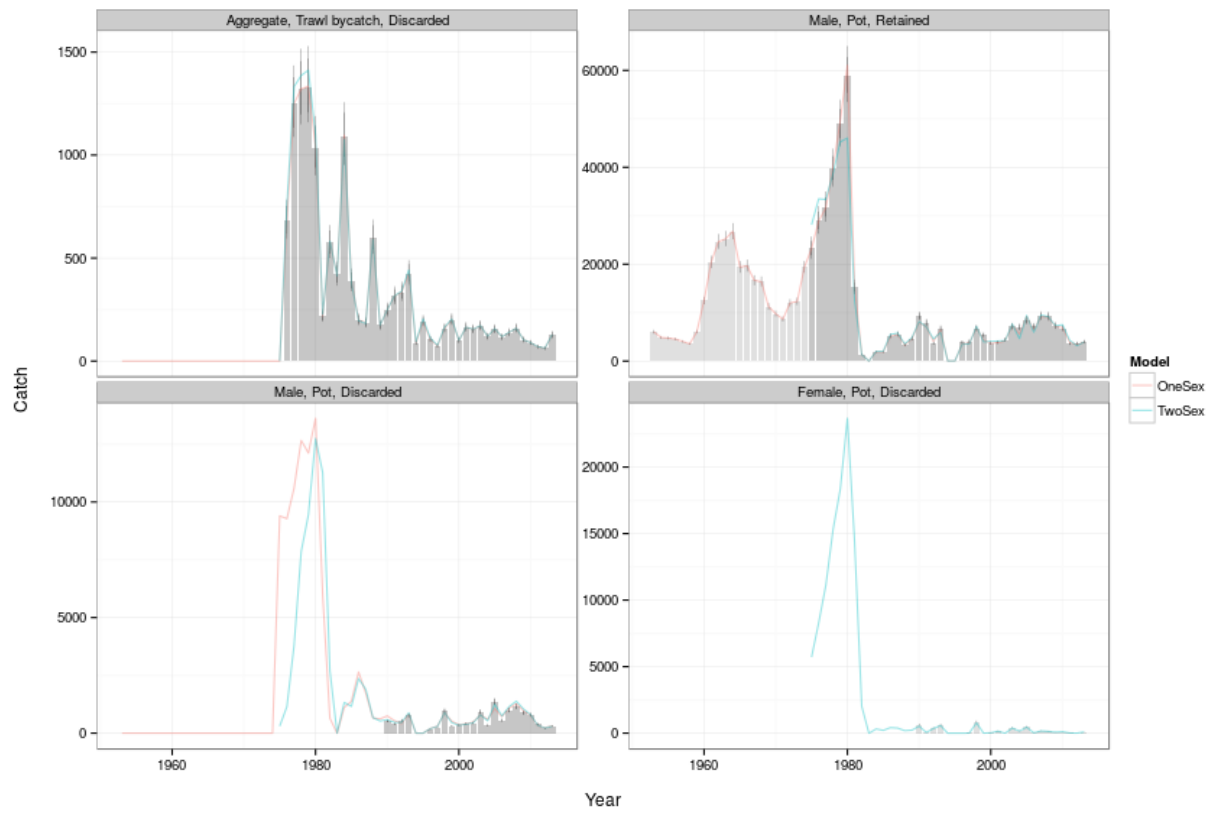 Aggregate, Trawl bycatch, Discarded
Male, Pot, Retained
1500
1000
500
0
60000
40000
20000
0
Catch
Male, Pot, Discarded
Female, Pot, Discarded
10000
5000
0
20000
15000
10000
5000
0
1960
1980
2000
1960
1980
2000
Year
Model
OneSex
TwoSex